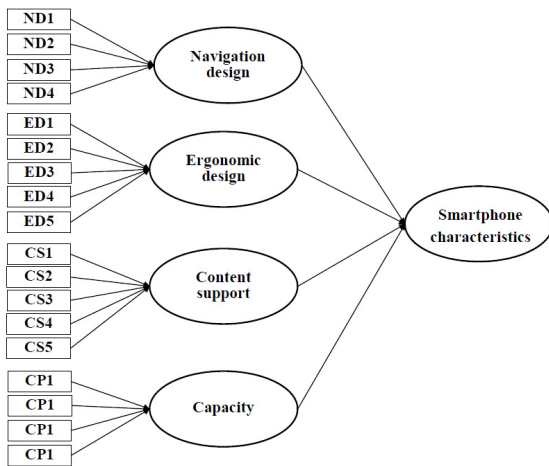 ND1
ND2
ND3
ND4
Navigation
design
ED1
ED2
ED3
ED4
ED5
Ergonomic
design
CS1
CS2
CS3
CS4
CS5
Content
support
CP1
CP1
CP1
CP1
Capacity
Smartphone
characteristics